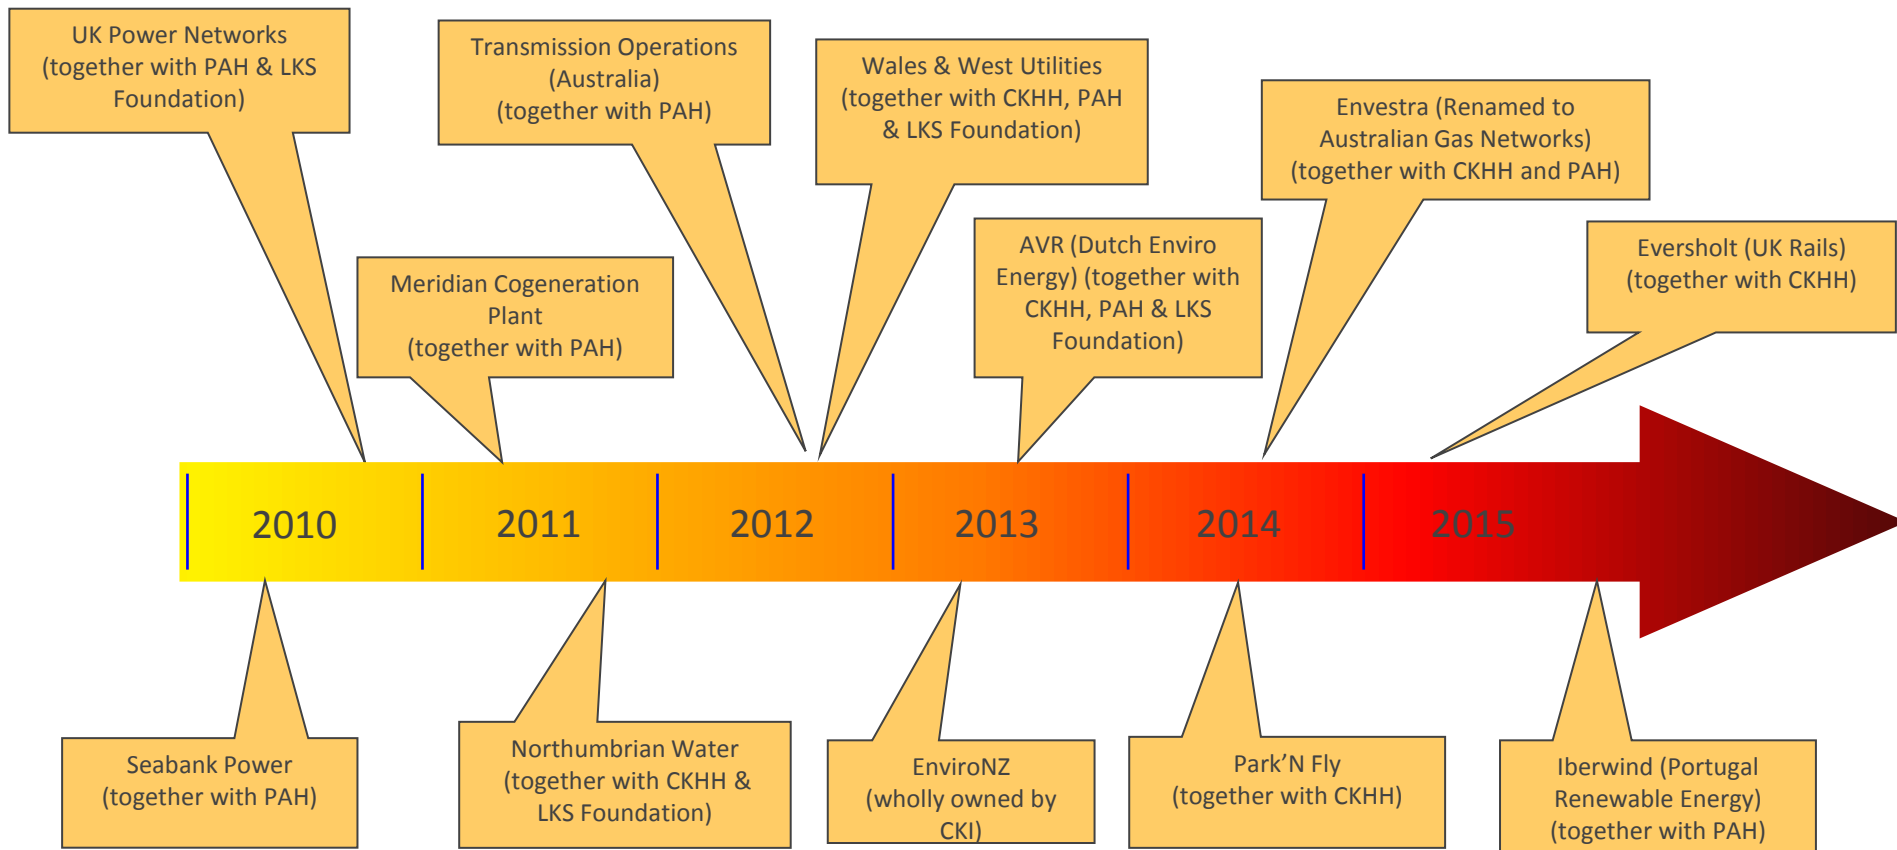 UK Power Networks
(together with PAH & LKS
Foundation)
Transmission Operations
(Australia)
(together with PAH)
Wales & West Utilities
(together with CKHH, PAH
& LKS Foundation)
Envestra (Renamed to
Australian Gas Networks)
(together with CKHH and PAH)
Meridian Cogeneration
Plant
(together with PAH)
AVR (Dutch Enviro
Energy) (together with
CKHH, PAH & LKS
Foundation)
Eversholt (UK Rails)
(together with CKHH)
2010
2011
2012
2013
2014
2015
Seabank Power
(together with PAH)
Northumbrian Water
(together with CKHH &
LKS Foundation)
EnviroNZ
(wholly owned by
CKI)
Park’N Fly
(together with CKHH)
Iberwind (Portugal
Renewable Energy)
(together with PAH)